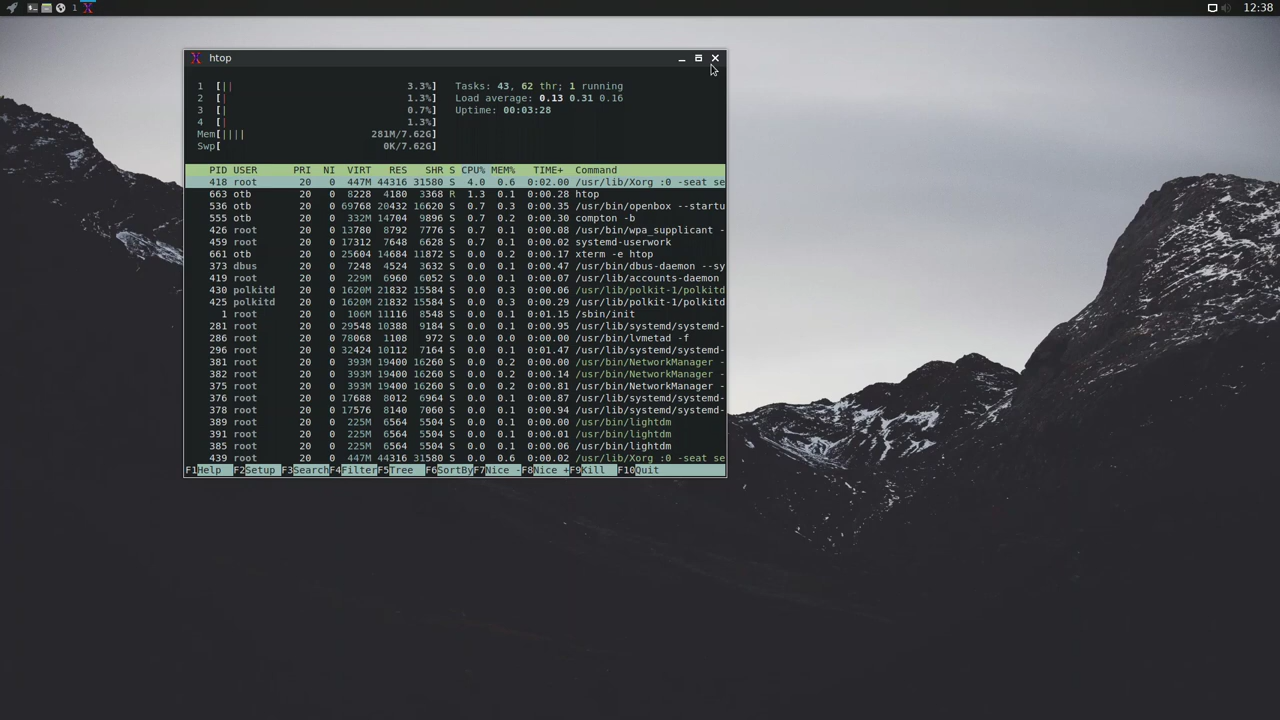 1
12:38
htop
1 [|| 3.3%] Tasks: 43, 62 thr; 1 running
2 [| 1.3%] Load average: 0.13 0.31 0.16
3 [| 0.7%] Uptime: 00:03:28
4 [| 1.3%]
Mem[|||| 281M/7.62G]
Swp[ 0K/7.62G]
PID USER PRI NI VIRT RES SHR S CPU% MEM% TIME+ Command
418 root 20 0 447M 44316 31580 S 4.0 0.6 0:02.00 /usr/lib/Xorg :0 -seat se
663 otb 20 0 8228 4180 3368 R 1.3 0.1 0:00.28 htop
536 otb 20 0 69768 20432 16620 S 0.7 0.3 0:00.35 /usr/bin/openbox --startu
555 otb 20 0 332M 14704 9896 S 0.7 0.2 0:00.30 compton -b
426 root 20 0 13780 8792 7776 S 0.7 0.1 0:00.08 /usr/bin/wpa_supplicant -
459 root 20 0 17312 7648 6628 S 0.7 0.1 0:00.02 systemd-userwork
661 otb 20 0 25604 14684 11872 S 0.0 0.2 0:00.17 xterm -e htop
373 dbus 20 0 7248 4524 3632 S 0.0 0.1 0:00.47 /usr/bin/dbus-daemon --sy
419 root 20 0 229M 6960 6052 S 0.0 0.1 0:00.07 /usr/lib/accounts-daemon
430 polkitd 20 0 1620M 21832 15584 S 0.0 0.3 0:00.06 /usr/lib/polkit-1/polkitd
425 polkitd 20 0 1620M 21832 15584 S 0.0 0.3 0:00.29 /usr/lib/polkit-1/polkitd
1 root 20 0 106M 11116 8548 S 0.0 0.1 0:01.15 /sbin/init
281 root 20 0 29548 10388 9184 S 0.0 0.1 0:00.95 /usr/lib/systemd/systemd-
286 root 20 0 78068 1108 972 S 0.0 0.0 0:00.00 /usr/bin/lvmetad -f
296 root 20 0 32424 10112 7164 S 0.0 0.1 0:01.47 /usr/lib/systemd/systemd-
381 root 20 0 393M 19400 16260 S 0.0 0.2 0:00.00 /usr/bin/NetworkManager -
382 root 20 0 393M 19400 16260 S 0.0 0.2 0:00.14 /usr/bin/NetworkManager -
375 root 20 0 393M 19400 16260 S 0.0 0.2 0:00.81 /usr/bin/NetworkManager -
376 root 20 0 17688 8012 6964 S 0.0 0.1 0:00.87 /usr/lib/systemd/systemd-
378 root 20 0 17576 8140 7060 S 0.0 0.1 0:00.94 /usr/lib/systemd/systemd-
389 root 20 0 225M 6564 5504 S 0.0 0.1 0:00.00 /usr/bin/lightdm
391 root 20 0 225M 6564 5504 S 0.0 0.1 0:00.01 /usr/bin/lightdm
385 root 20 0 225M 6564 5504 S 0.0 0.1 0:00.06 /usr/bin/lightdm
439 root 20 0 447M 44316 31580 S 0.0 0.6 0:00.02 /usr/lib/Xorg :0 -seat se
F1Help F2Setup F3SearchF4FilterF5Tree F6SortByF7Nice -F8Nice +F9Kill F10Quit